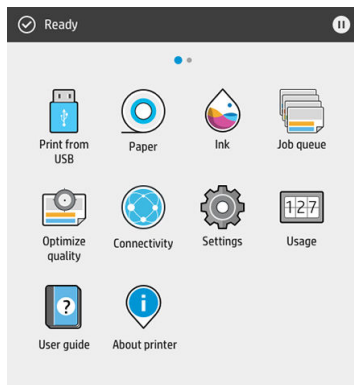 Ready
Print from
USB
Paper
Ink
Job queue
Optimize
quality
Connectivity
Settings
127
Usage
User guide
?
About printer
i